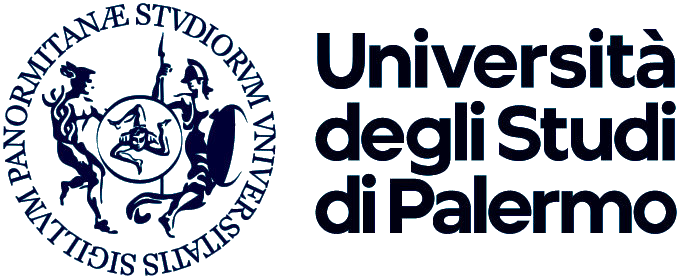 SIGILLVM PANORMITANÆ STVDIORVM VNIVERSITATIS
Università
degli Studi
di Palermo